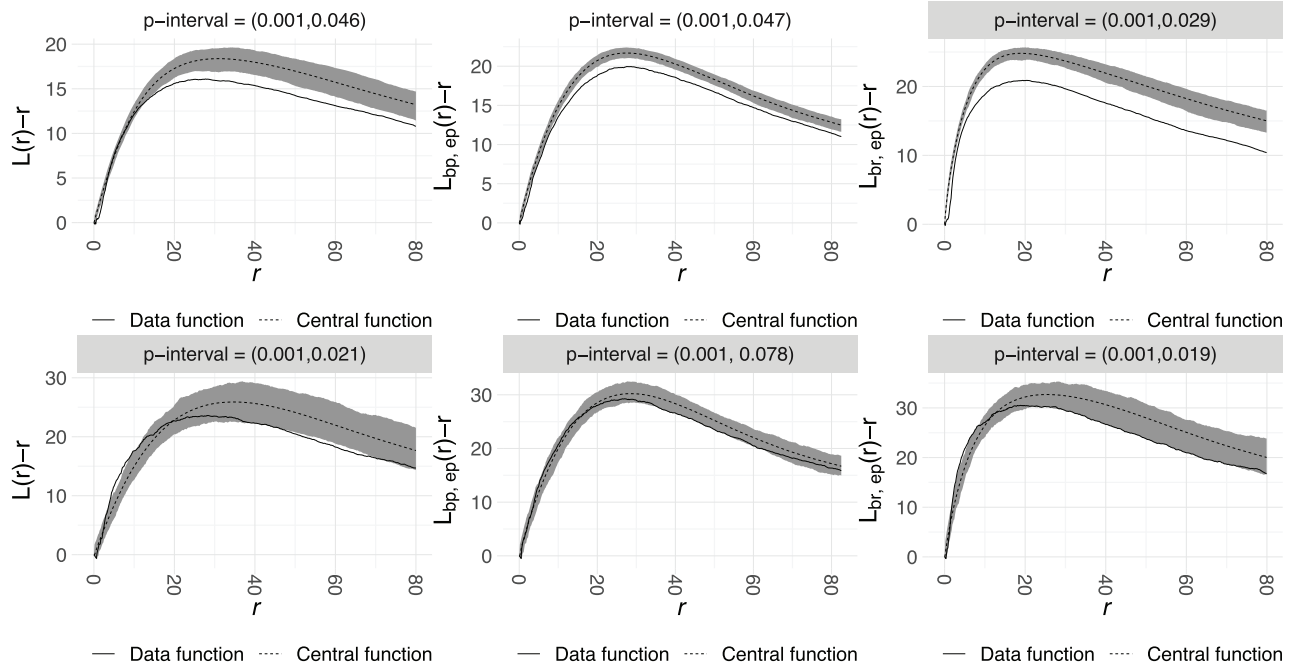 p−interval = (0.001,0.046)
L(r)−r
20
15
10
5
0
0 20 40 60 80
r
Data function Central function
p−interval = (0.001,0.047)
Lbp, ep(r)−r
20
15
10
5
0
0 20 40 60 80
r
Data function Central function
p−interval = (0.001,0.029)
Lbr, ep(r)−r
20
10
0
0 20 40 60 80
r
Data function Central function
p−interval = (0.001,0.021)
L(r)−r
30
20
10
0
0 20 40 60 80
r
Data function Central function
p−interval = (0.001, 0.078)
Lbp, ep(r)−r
30
20
10
0
0 20 40 60 80
r
Data function Central function
p−interval = (0.001,0.019)
Lbr, ep(r)−r
30
20
10
0
0 20 40 60 80
r
Data function Central function